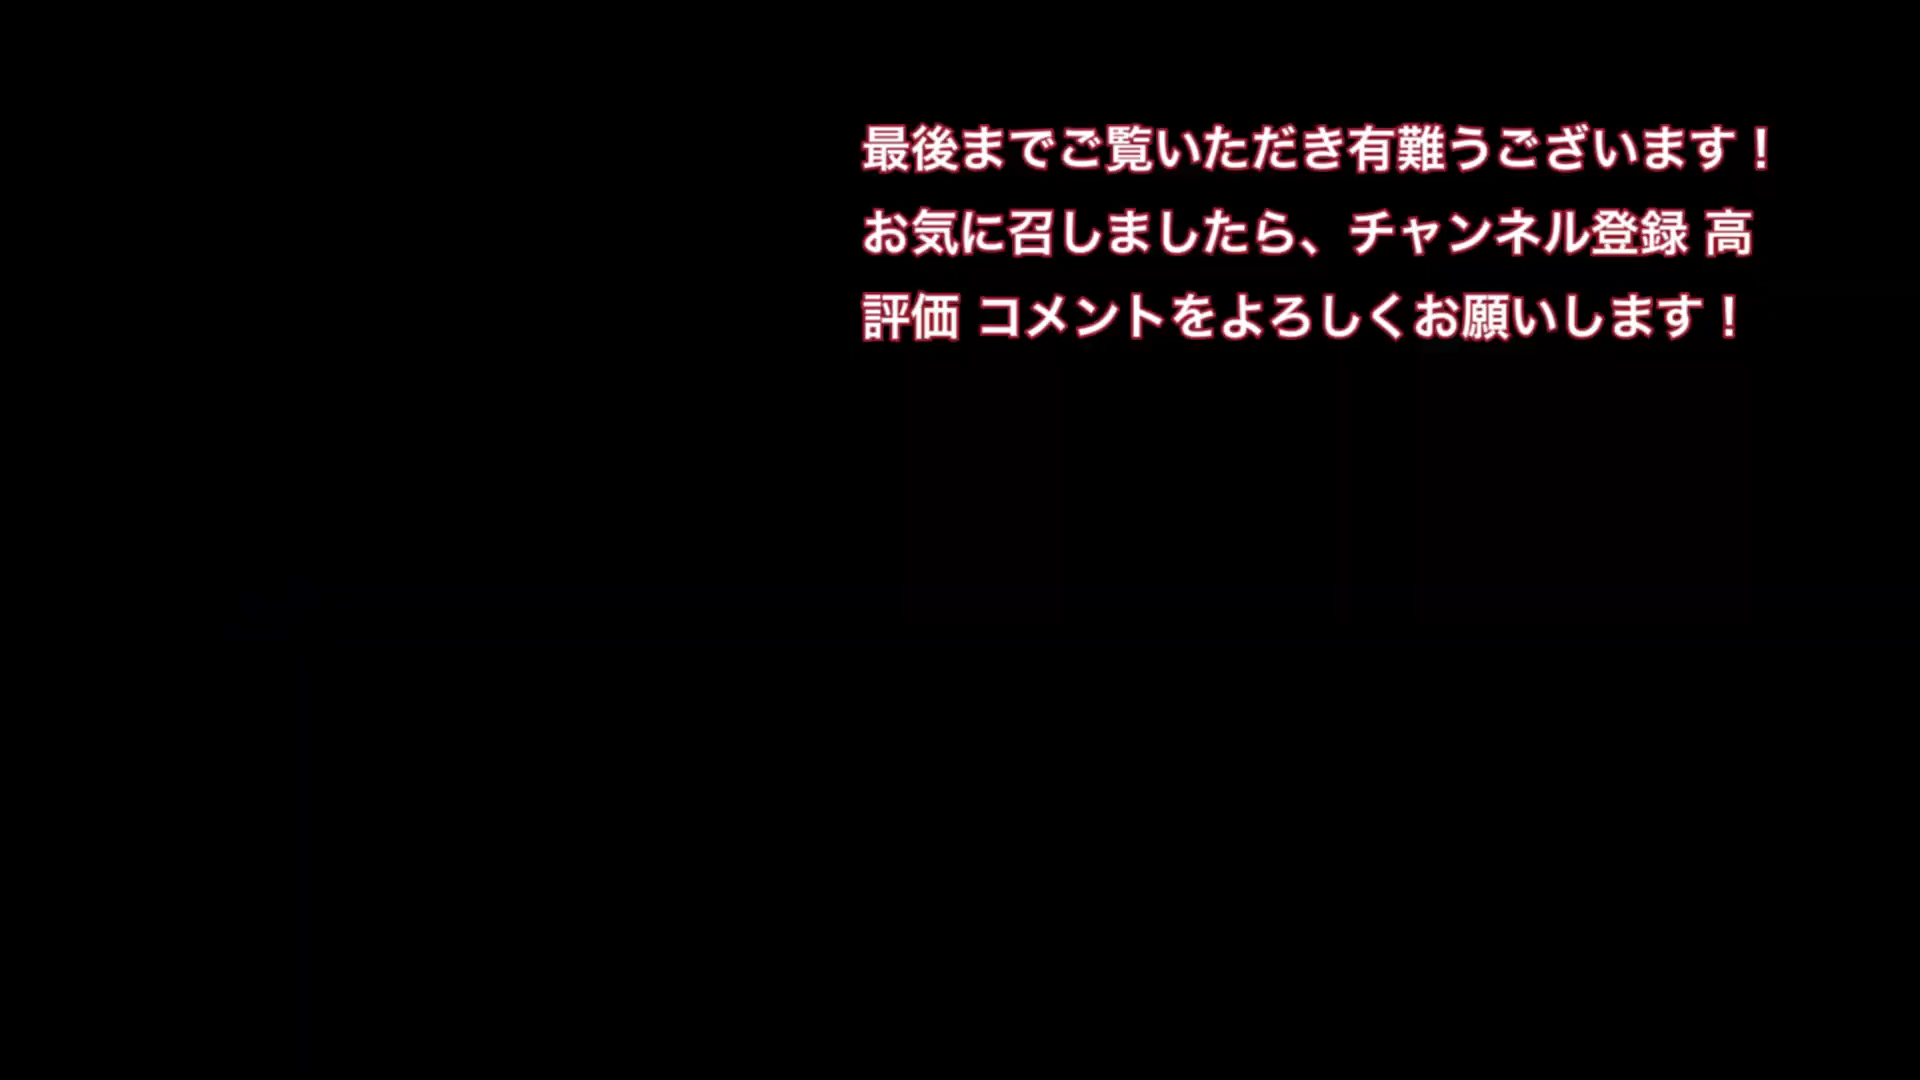 最後までご覧いただき有難うございます！
お気に召しましたら、チャンネル登録 高
評価 コメントをよろしくお願いします！